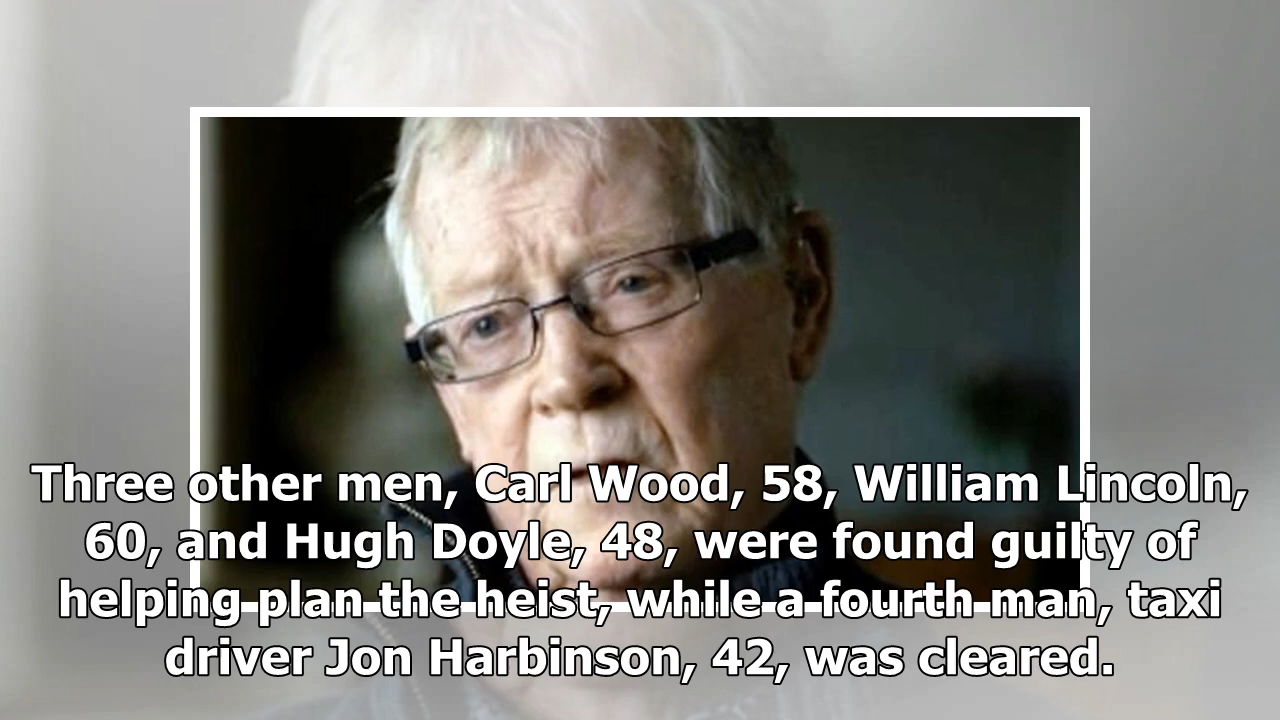 Three other men, Carl Wood, 58, William Lincoln,
60, and Hugh Doyle, 48, were found guilty of
helping plan the heist, while a fourth man, taxi
driver Jon Harbinson, 42, was cleared.